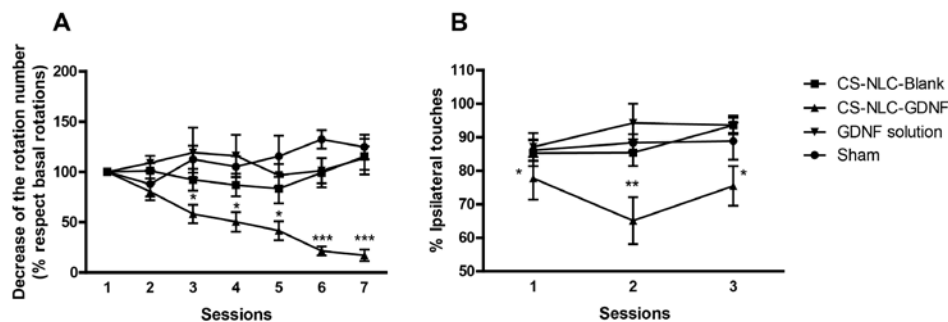 A
Decrease of the rotation number
(% respect basal rotations)
200
150
100
50
0
* * * *** ***
1 2 3 4 5 6 7
Sessions
B
% Ipsilateral touches
110
100
90
80
70
60
50
* ** *
1 2 3
Sessions
CS-NLC-Blank
CS-NLC-GDNF
GDNF solution
Sham